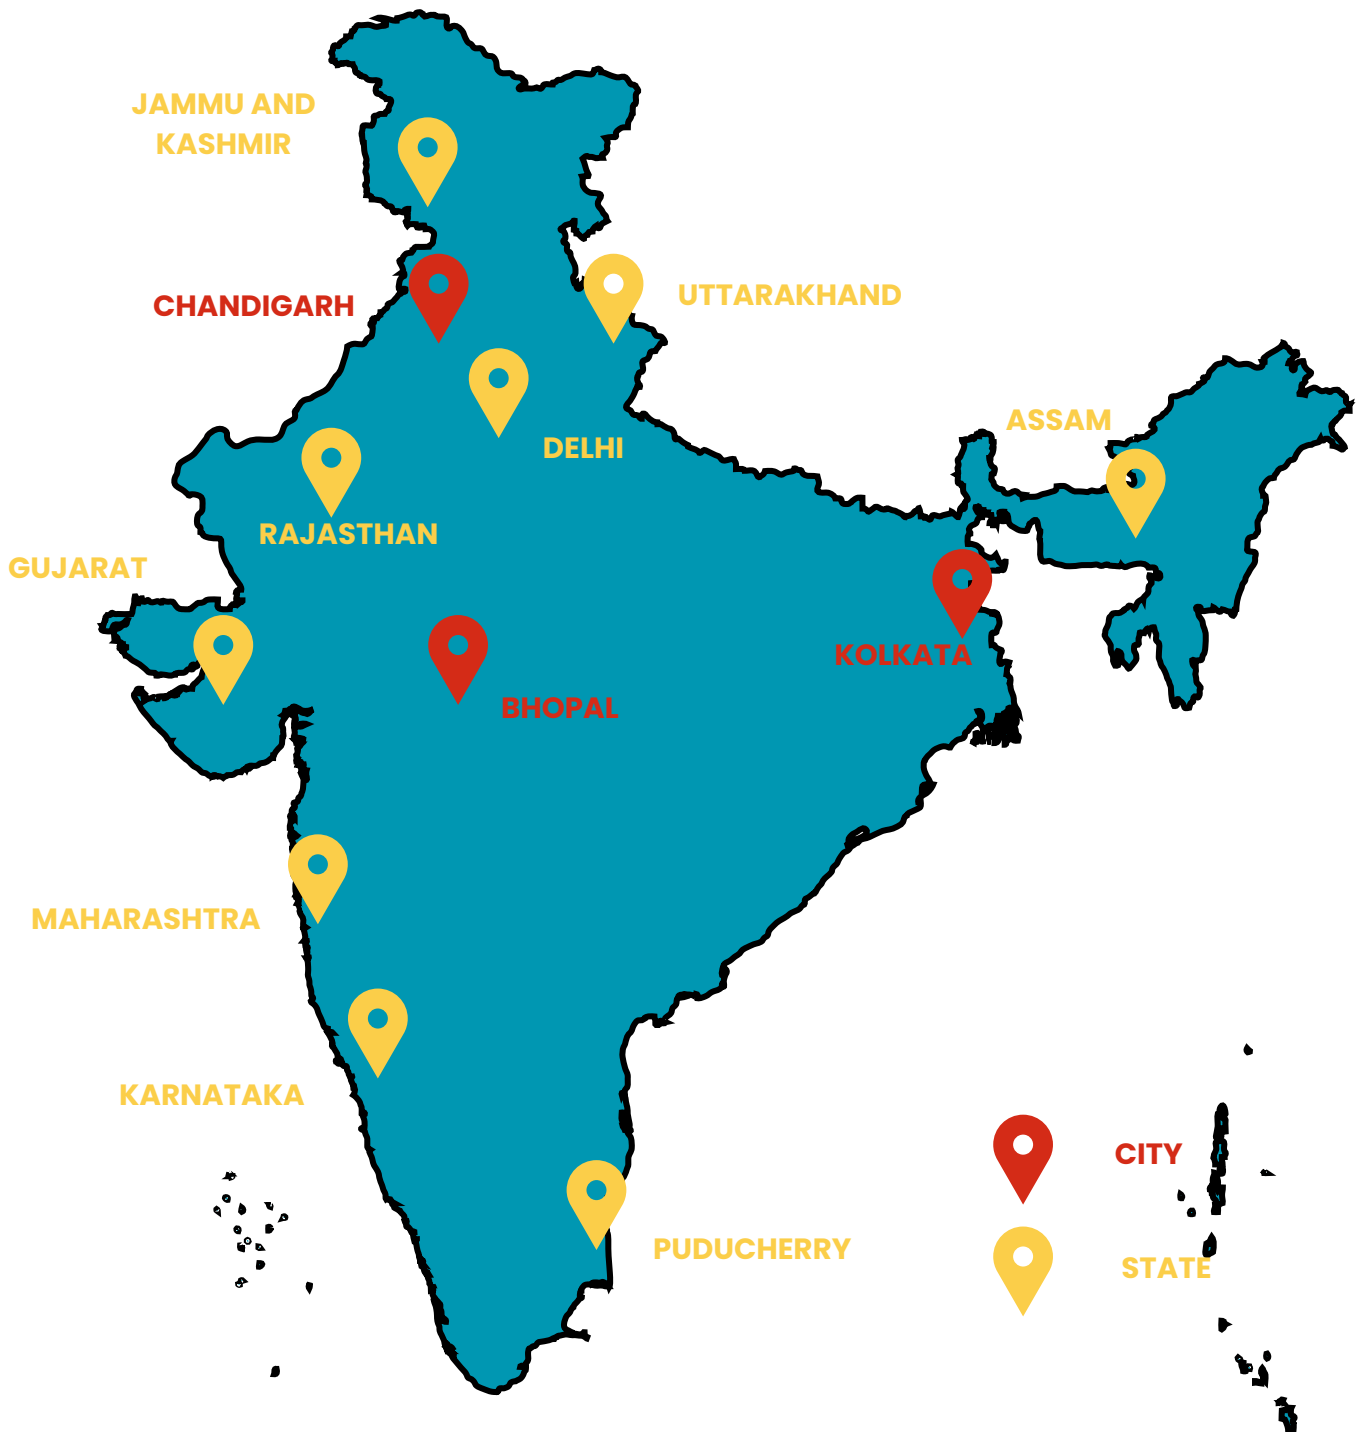 JAMMU AND
KASHMIR
CHANDIGARH
UTTARAKHAND
ASSAM
DELHI
RAJASTHAN
GUJARAT
KOLKATA
BHOPAL
MAHARASHTRA
KARNATAKA
CITY
PUDUCHERRY
STATE